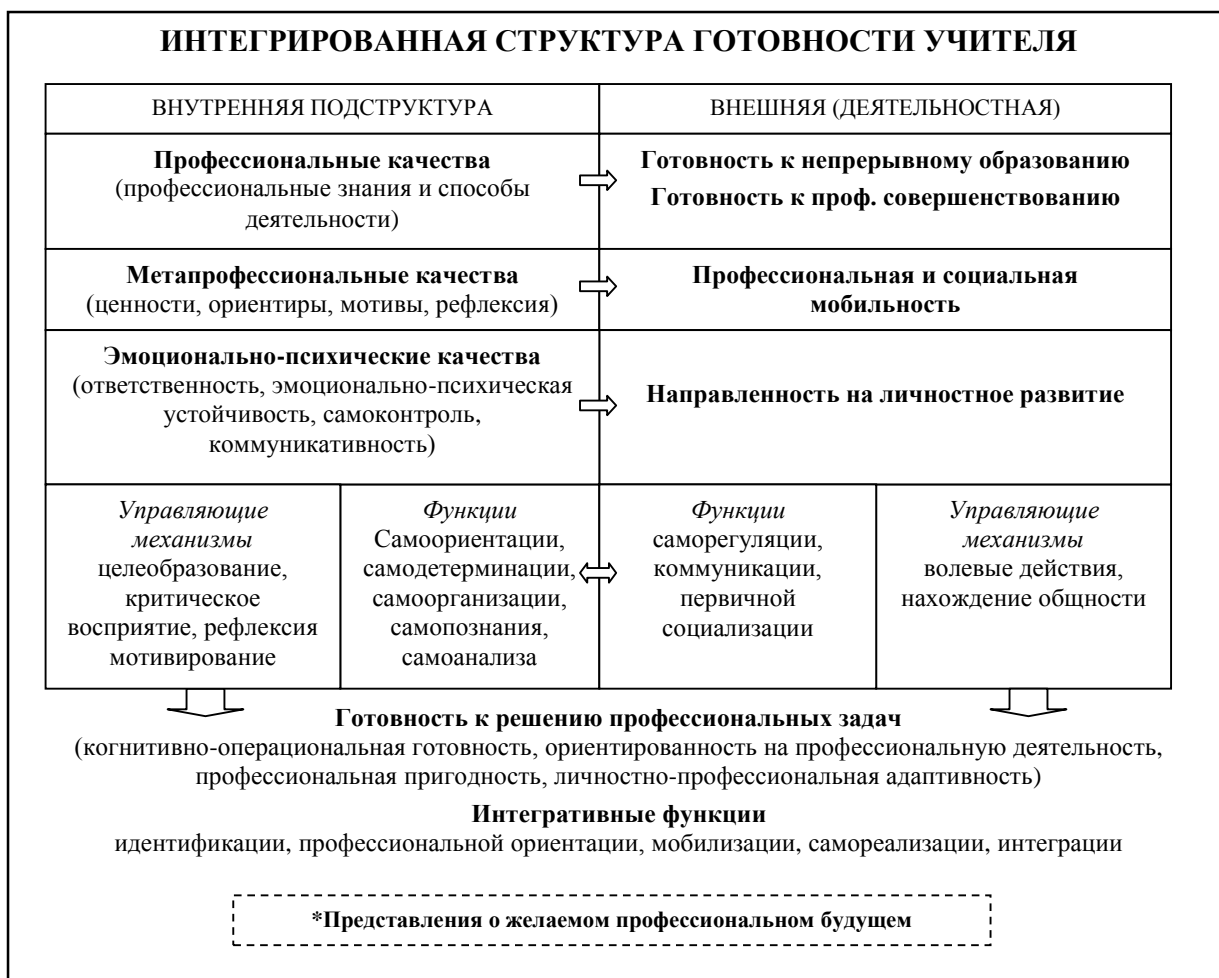 ИНТЕГРИРОВАННАЯ СТРУКТУРА ГОТОВНОСТИ УЧИТЕЛЯ
ВНУТРЕННЯЯ ПОДСТРУКТУРА
ВНЕШНЯЯ (ДЕЯТЕЛЬНОСТНАЯ)
Профессиональные качества
(профессиональные знания и способы
деятельности)
Готовность к непрерывному образованию
Готовность к проф. совершенствованию
Метапрофессиональные качества
(ценности, ориентиры, мотивы, рефлексия)
Профессиональная и социальная
мобильность
Эмоционально-психические качества
(ответственность, эмоционально-психическая
устойчивость, самоконтроль,
коммуникативность)
Направленность на личностное развитие
Управляющие
механизмы
целеобразование,
критическое
восприятие, рефлексия
мотивирование
Функции
Самоориентации,
самодетерминации,
самоорганизации,
самопознания,
самоанализа
Функции
саморегуляции,
коммуникации,
первичной
социализации
Управляющие
механизмы
волевые действия,
нахождение общности
Готовность к решению профессиональных задач
(когнитивно-операциональная готовность, ориентированность на профессиональную деятельность,
профессиональная пригодность, личностно-профессиональная адаптивность)
Интегративные функции
идентификации, профессиональной ориентации, мобилизации, самореализации, интеграции
*Представления о желаемом профессиональном будущем